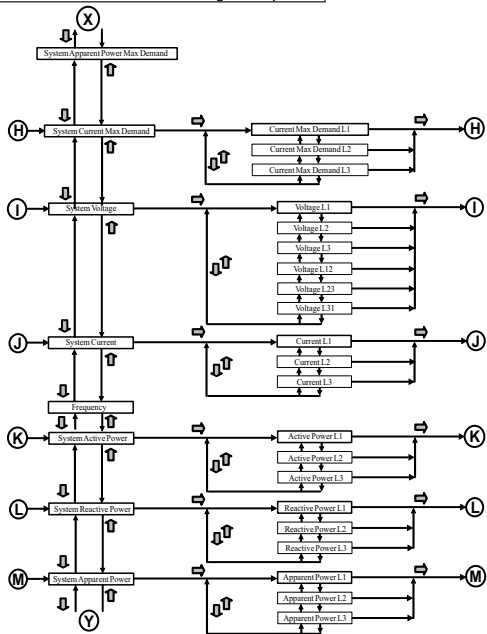 X
System Apparent Power Max Demand
H
System Current Max Demand
Current Max Demand L1
H
Current Max Demand L2
Current Max Demand L3
I
System Voltage
Voltage L1
I
Voltage L2
Voltage L3
Voltage L12
Voltage L23
Voltage L31
J
System Current
Current L1
J
Current L2
Current L3
Frequency
K
System Active Power
Active Power L1
K
Active Power L2
Active Power L3
L
System Reactive Power
Reactive Power L1
L
Reactive Power L2
Reactive Power L3
M
System Apparent Power
Apparent Power L1
M
Apparent Power L2
Apparent Power L3
Y